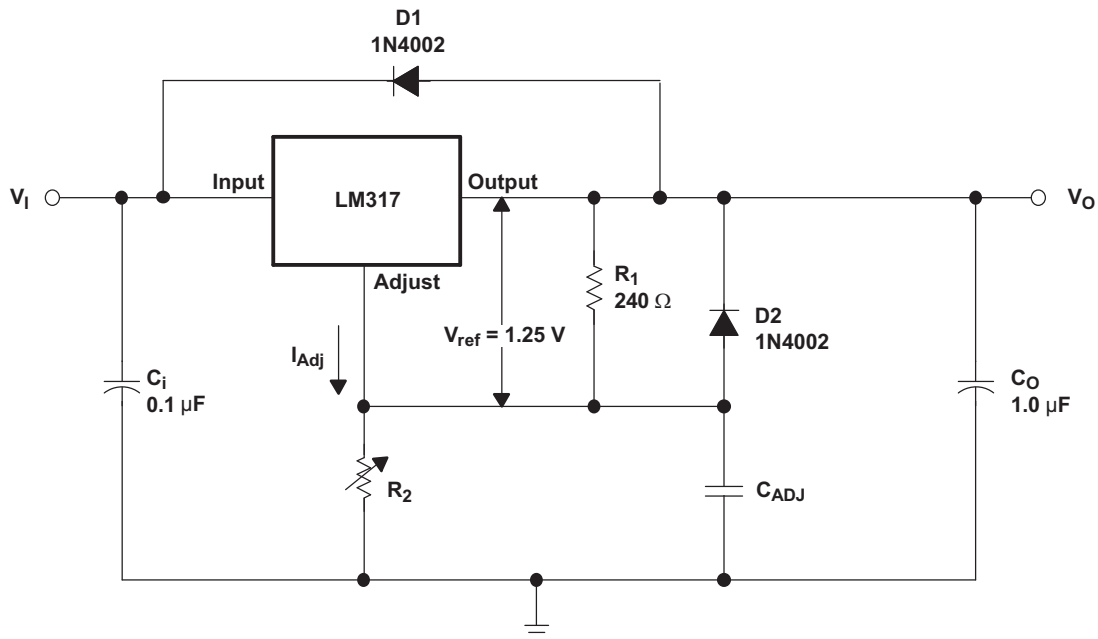 D1
1N4002
Input
LM317
Output
V_I
V_O
Adjust
R_1
240 Ω
D2
1N4002
V_ref = 1.25 V
I_Adj
C_i
0.1 μF
C_O
1.0 μF
R_2
C_ADJ